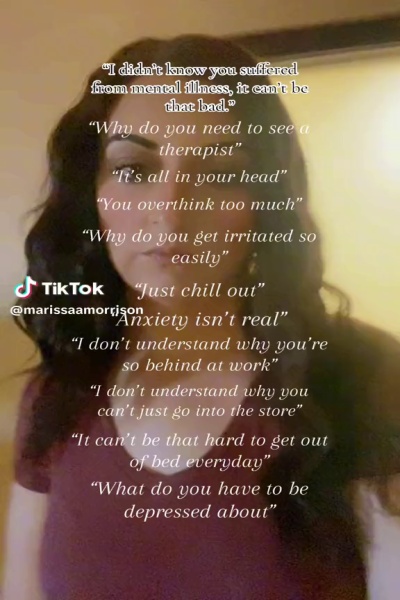 “I didn’t know you suffered
from mental illness, it can’t be
that bad.”
“Why do you need to see a
therapist”
“It’s all in your head”
“You overthink too much”
“Why do you get irritated so
easily”
“Just chill out”
TikTok
@marissaamorrison
“Anxiety isn’t real”
“I don’t understand why you’re
so behind at work”
“I don’t understand why you
can’t just go into the store”
“It can’t be that hard to get out
of bed everyday”
“What do you have to be
depressed about”